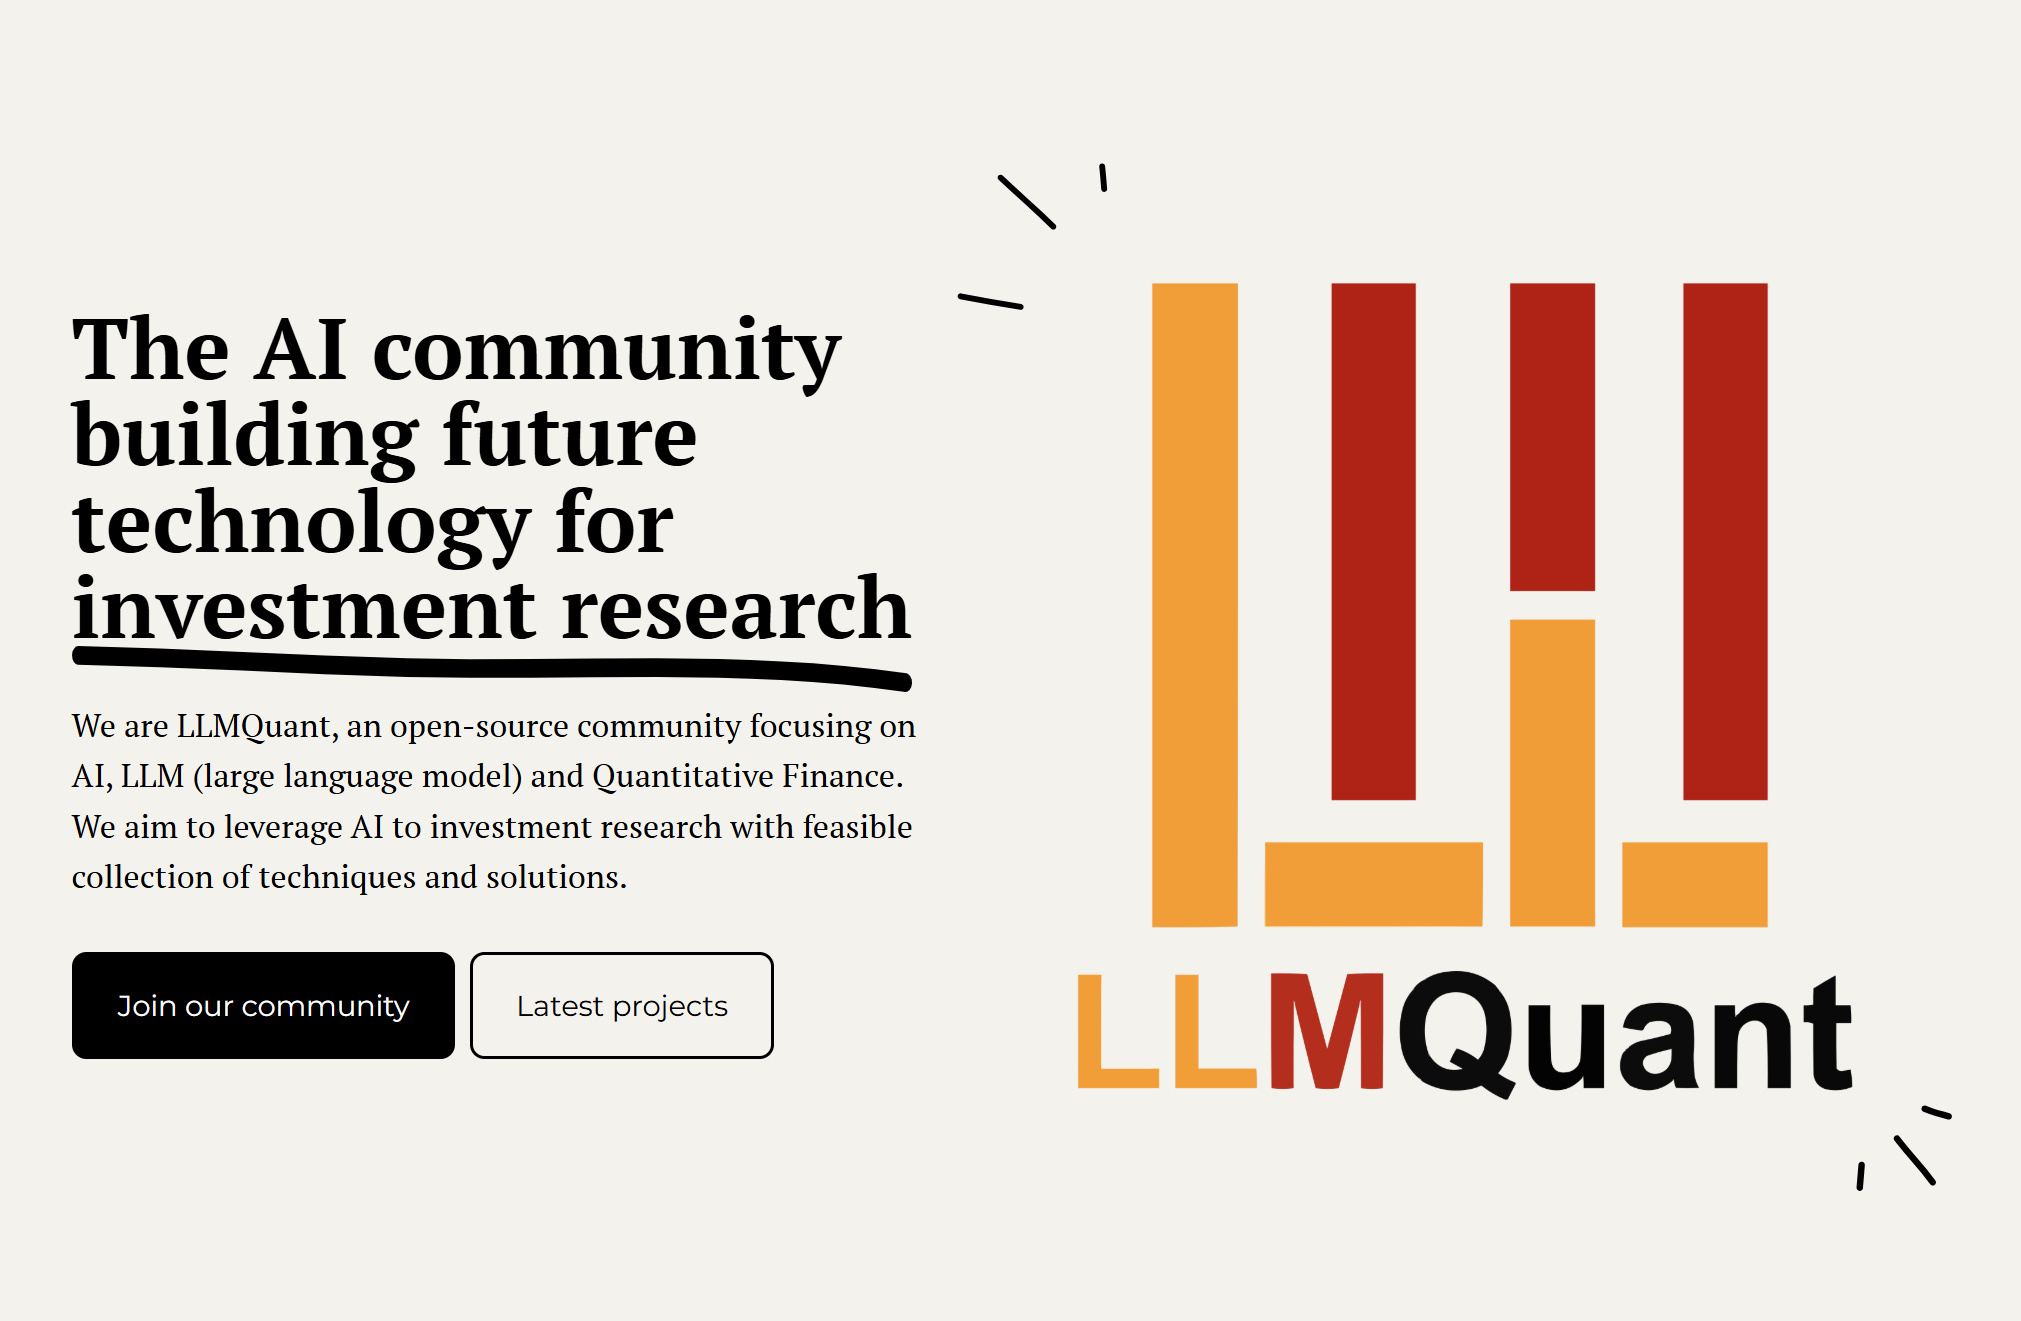 The AI community
building future
technology for
investment research
We are LLMQuant, an open-source community focusing on
AI, LLM (large language model) and Quantitative Finance.
We aim to leverage AI to investment research with feasible
collection of techniques and solutions.
Join our community
Latest projects
LLMQuant